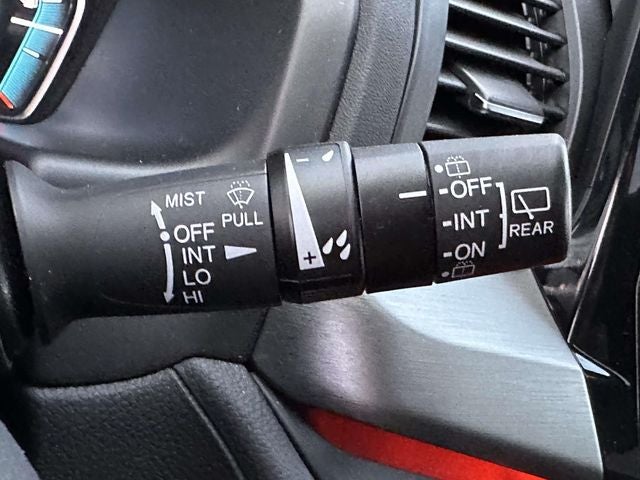 MIST
PULL
OFF
INT
LO
HI
−
+
OFF
INT
ON
REAR